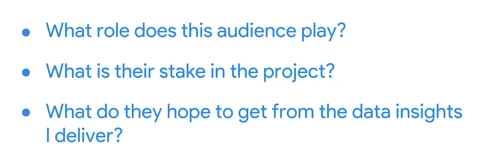 • What role does this audience play?
• What is their stake in the project?
• What do they hope to get from the data insights
I deliver?